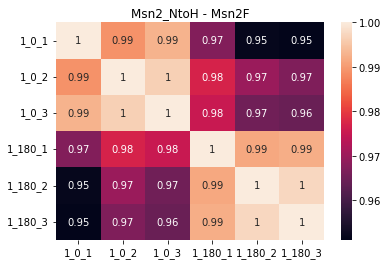 Msn2_NtoH - Msn2F
1_0_1 1 0.99 0.99 0.97 0.95 0.95
1_0_2 0.99 1 1 0.98 0.97 0.97
1_0_3 0.99 1 1 0.98 0.97 0.96
1_180_1 0.97 0.98 0.98 1 0.99 0.99
1_180_2 0.95 0.97 0.97 0.99 1 1
1_180_3 0.95 0.97 0.96 0.99 1 1
1_0_1 1_0_2 1_0_3 1_180_1 1_180_2 1_180_3
1.00
0.99
0.98
0.97
0.96